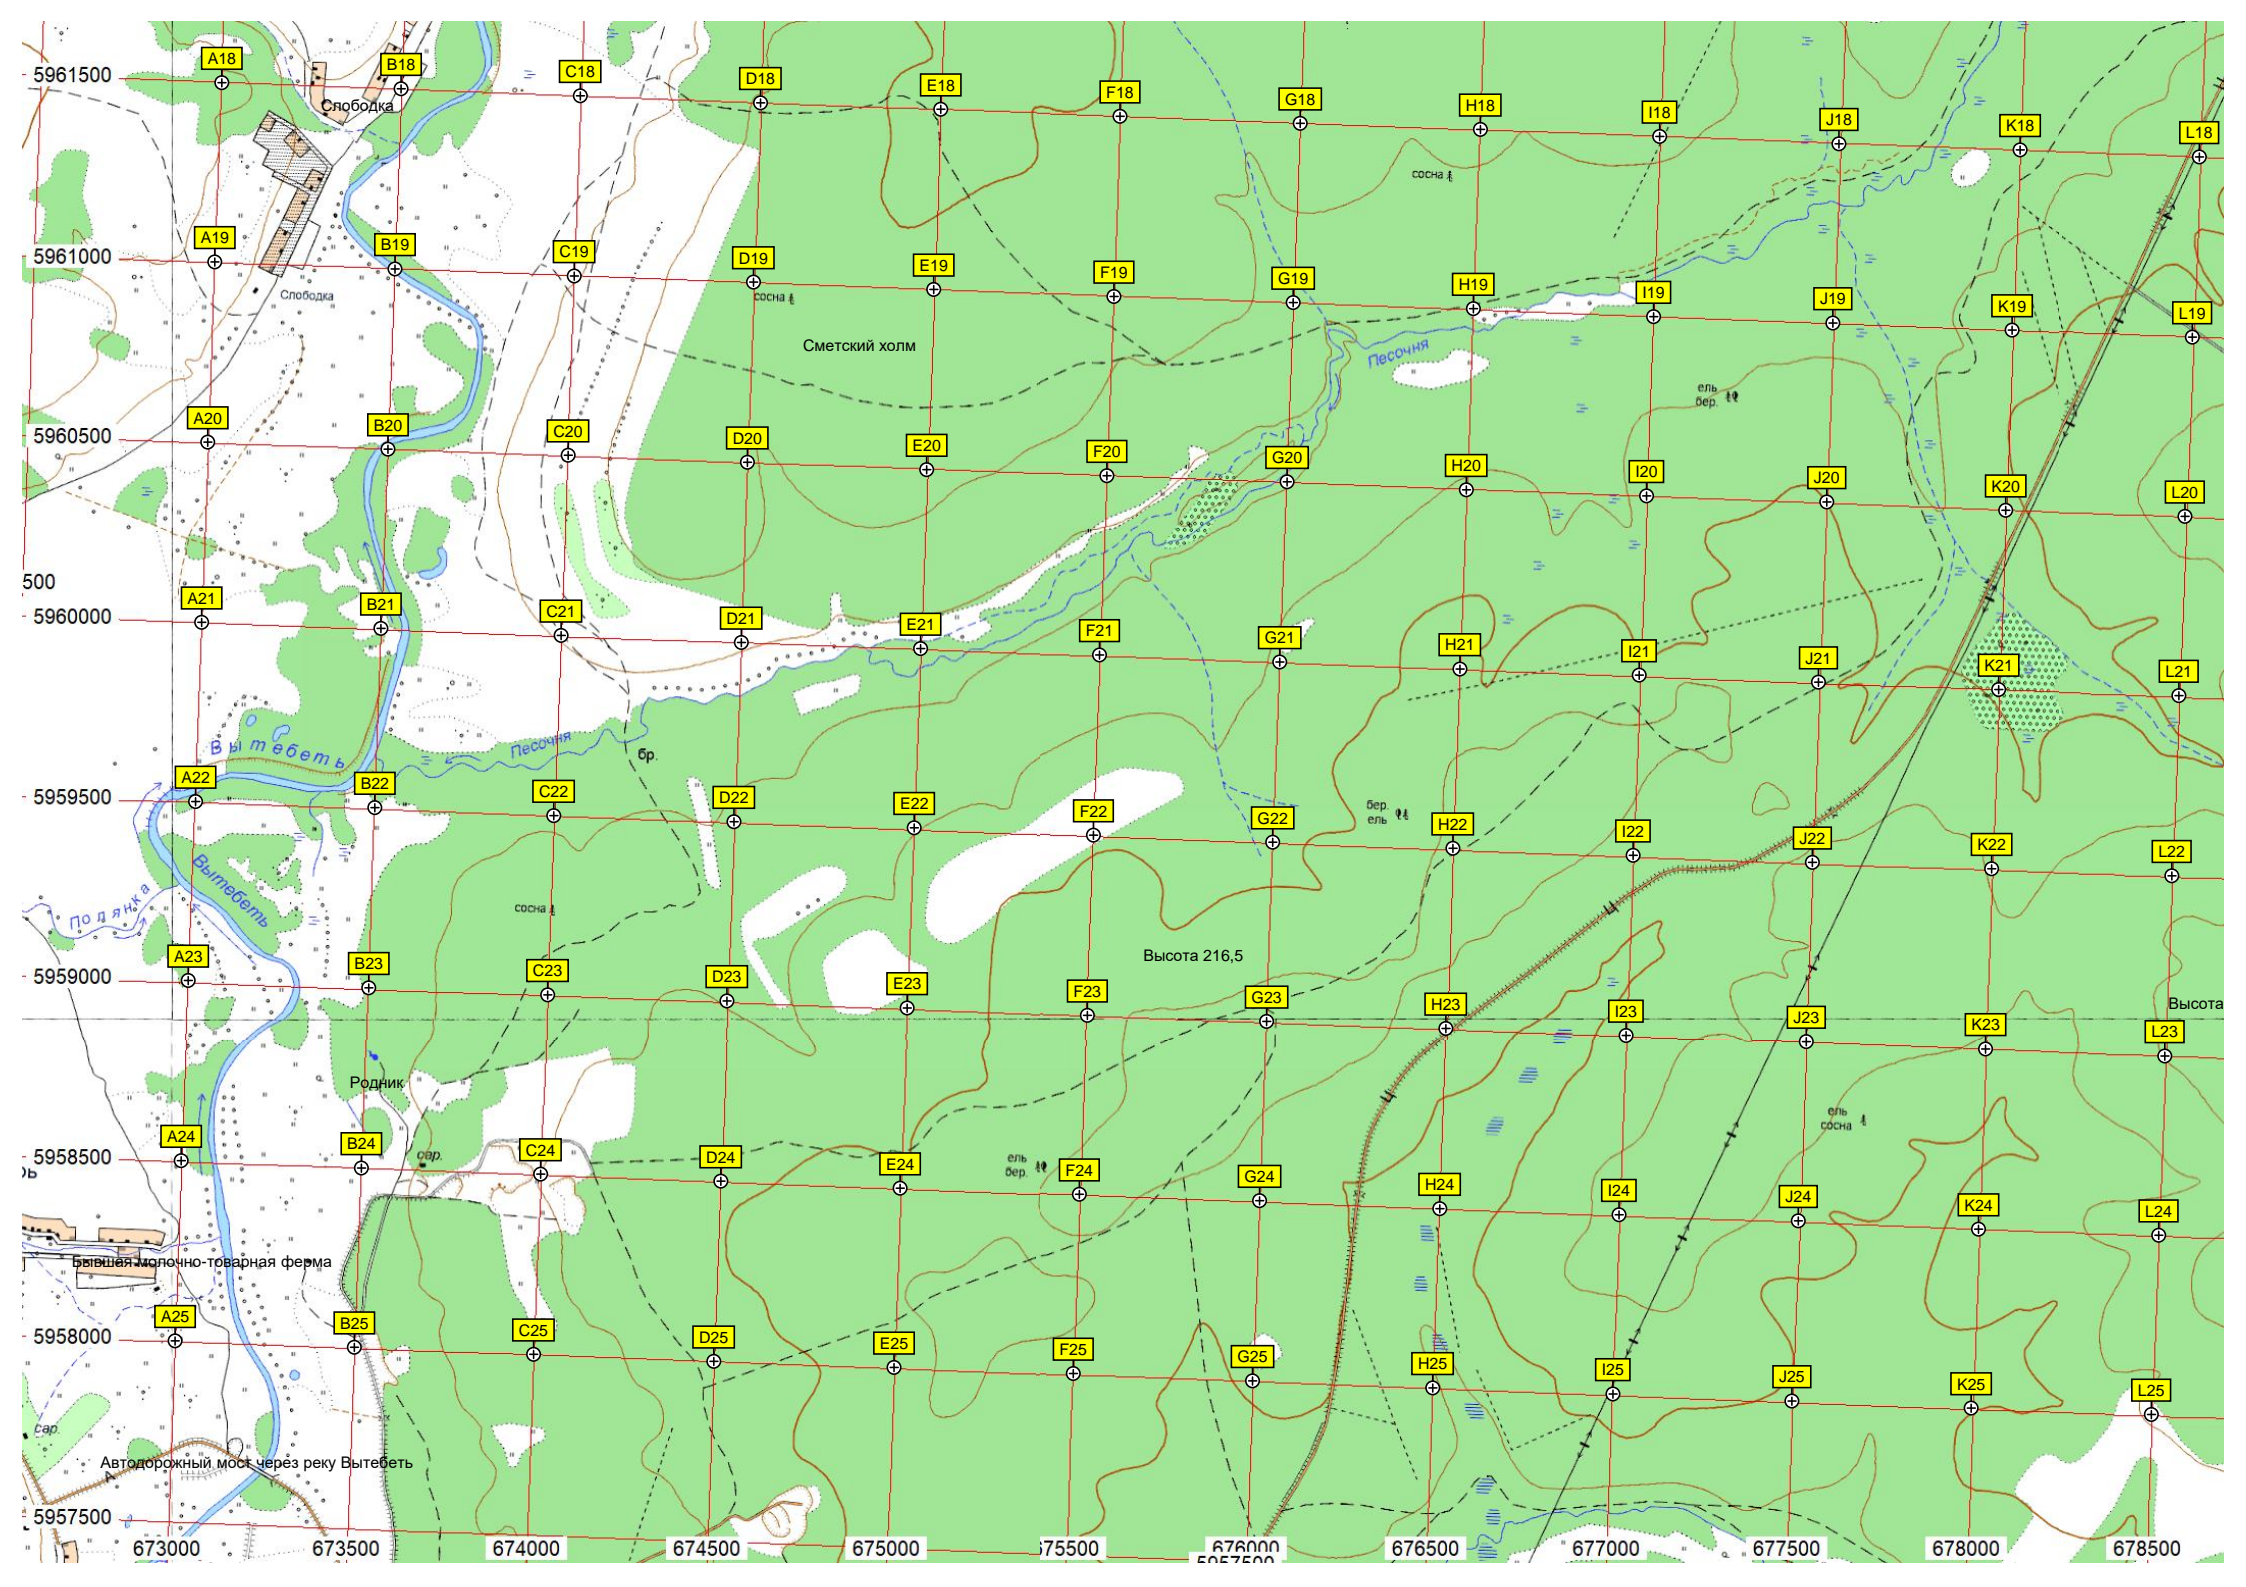 A18
B18
C18
D18
E18
F18
G18
H18
I18
J18
K18
L18
5961500
Слободка
сосна
A19
B19
C19
D19
E19
F19
G19
H19
I19
J19
K19
L19
5961000
Слободка
сосна
Сметский холм
Песочня
ель
бер.
A20
B20
C20
D20
E20
F20
G20
H20
I20
J20
K20
L20
5960500
500
A21
B21
C21
D21
E21
F21
G21
H21
I21
J21
K21
L21
5960000
Вытебеть
Песочня
бр.
A22
B22
C22
D22
E22
F22
G22
H22
I22
J22
K22
L22
5959500
бер.
ель
Вытебеть
Полянка
сосна
Высота 216,5
A23
B23
C23
D23
E23
F23
G23
H23
I23
J23
K23
L23
5959000
Высота
Родник
ель
сосна
A24
B24
C24
D24
E24
F24
G24
H24
I24
J24
K24
L24
5958500
сар.
ель
бер.
Бывшая молочно-товарная ферма
A25
B25
C25
D25
E25
F25
G25
H25
I25
J25
K25
L25
5958000
сар.
Автодорожный мост через реку Вытебеть
5957500
673000
673500
674000
674500
675000
675500
676000
676500
677000
677500
678000
678500
5957500